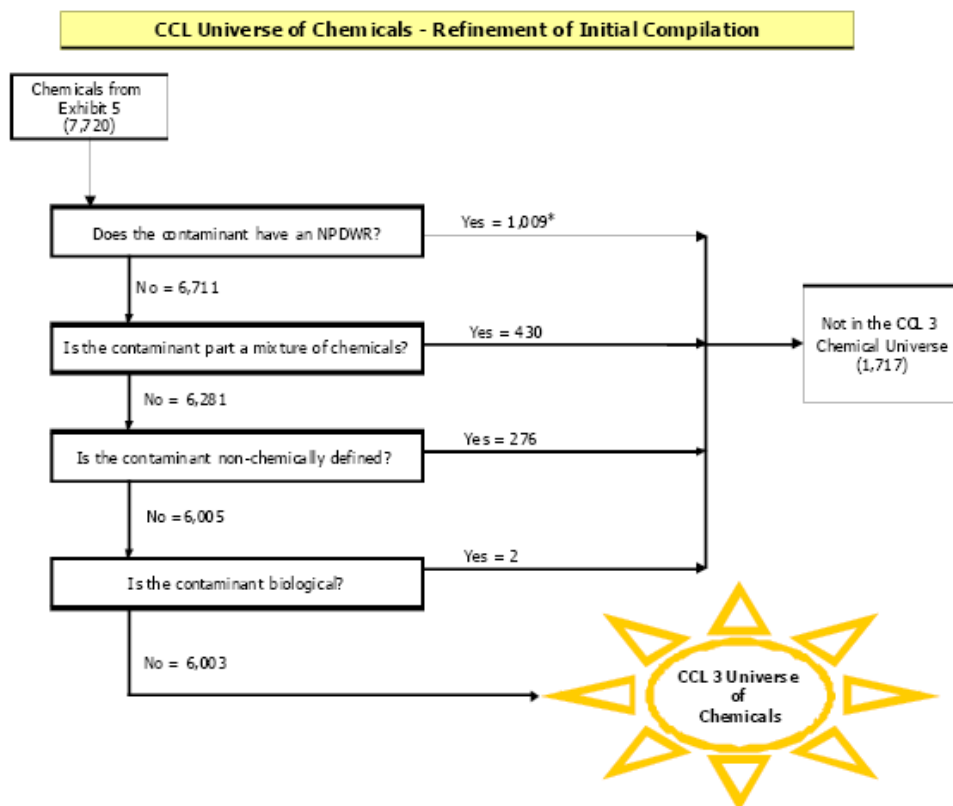 CCL Universe of Chemicals - Refinement of Initial Compilation
Chemicals from
Exhibit 5
(7,720)
Does the contaminant have an NPDWR?
Yes = 1,009*
No = 6,711
Is the contaminant part a mixture of chemicals?
Yes = 430
Not in the CCL 3
Chemical Universe
(1,717)
No = 6,281
Is the contaminant non-chemically defined?
Yes = 276
No =6,005
Is the contaminant biological?
Yes = 2
No = 6,003
CCL 3 Universe
of
Chemicals